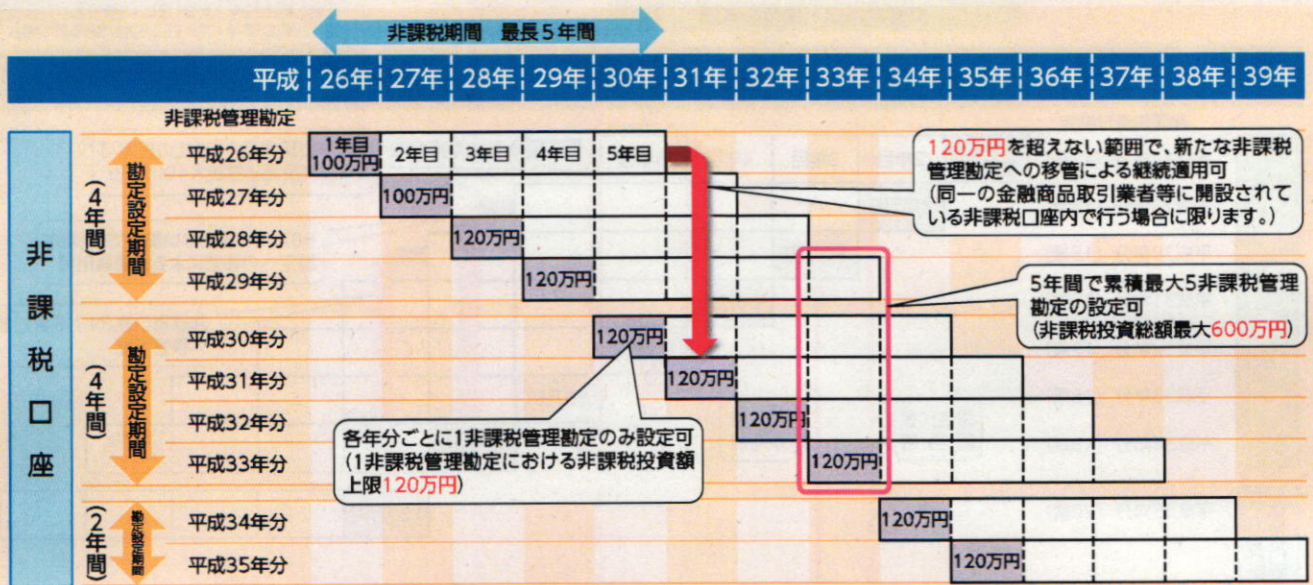 非課税期間 最長5年間
平成 26年 27年 28年 29年 30年 31年 32年 33年 34年 35年 36年 37年 38年 39年
非課税口座
非課税管理勘定
勘定設定期間
(4年間)
平成26年分 1年目 2年目 3年目 4年目 5年目
100万円
平成27年分 100万円
平成28年分 120万円
平成29年分 120万円
120万円を超えない範囲で、新たな非課税
管理勘定への移管による継続適用可
(同一の金融商品取引業者等に開設されて
いる非課税口座内で行う場合に限ります。)
5年間で累積最大5非課税管理
勘定の設定可
(非課税投資総額最大600万円)
勘定設定期間
(4年間)
平成30年分 120万円
平成31年分 120万円
平成32年分 120万円
平成33年分 120万円
各年分ごとに1非課税管理勘定のみ設定可
(1非課税管理勘定における非課税投資額
上限120万円)
勘定設定期間
(2年間)
平成34年分 120万円
平成35年分 120万円